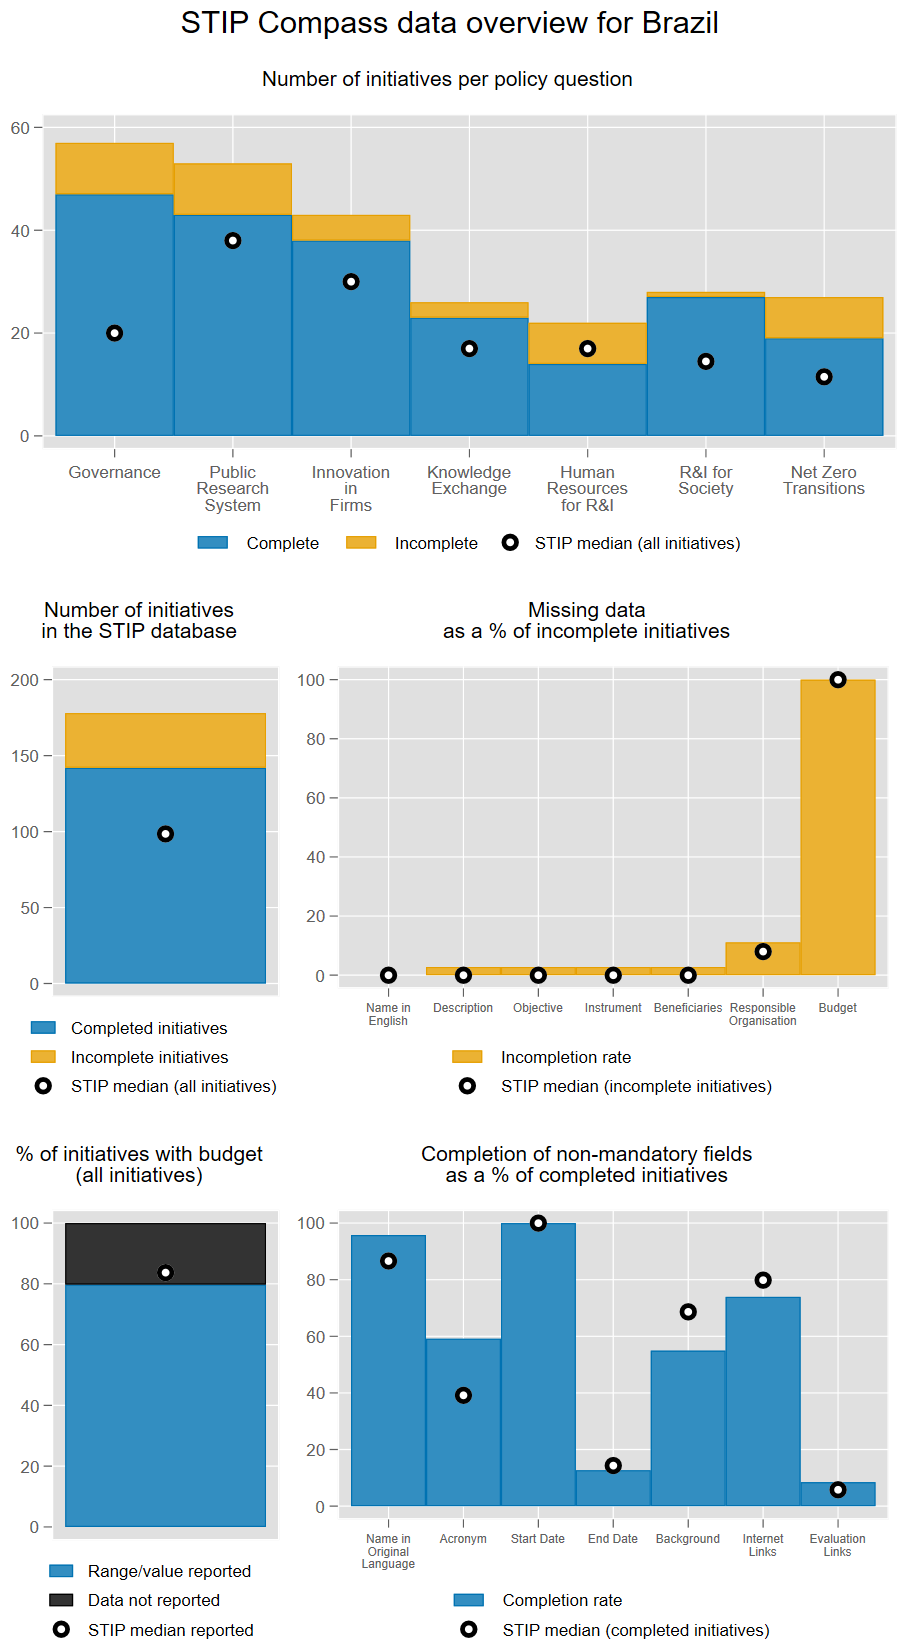 STIP Compass data overview for Brazil
Number of initiatives per policy question
60
40
20
0
Governance
Public
Research
System
Innovation
in
Firms
Knowledge
Exchange
Human
Resources
for R&I
R&I for
Society
Net Zero
Transitions
Complete
Incomplete
STIP median (all initiatives)
Number of initiatives
in the STIP database
200
150
100
50
0
Completed initiatives
Incomplete initiatives
STIP median (all initiatives)
Missing data
as a % of incomplete initiatives
100
80
60
40
20
0
Name in
English
Description
Objective
Instrument
Beneficiaries
Responsible
Organisation
Budget
Incompletion rate
STIP median (incomplete initiatives)
% of initiatives with budget
(all initiatives)
100
80
60
40
20
0
Range/value reported
Data not reported
STIP median reported
Completion of non-mandatory fields
as a % of completed initiatives
100
80
60
40
20
0
Name in
Original
Language
Acronym
Start Date
End Date
Background
Internet
Links
Evaluation
Links
Completion rate
STIP median (completed initiatives)